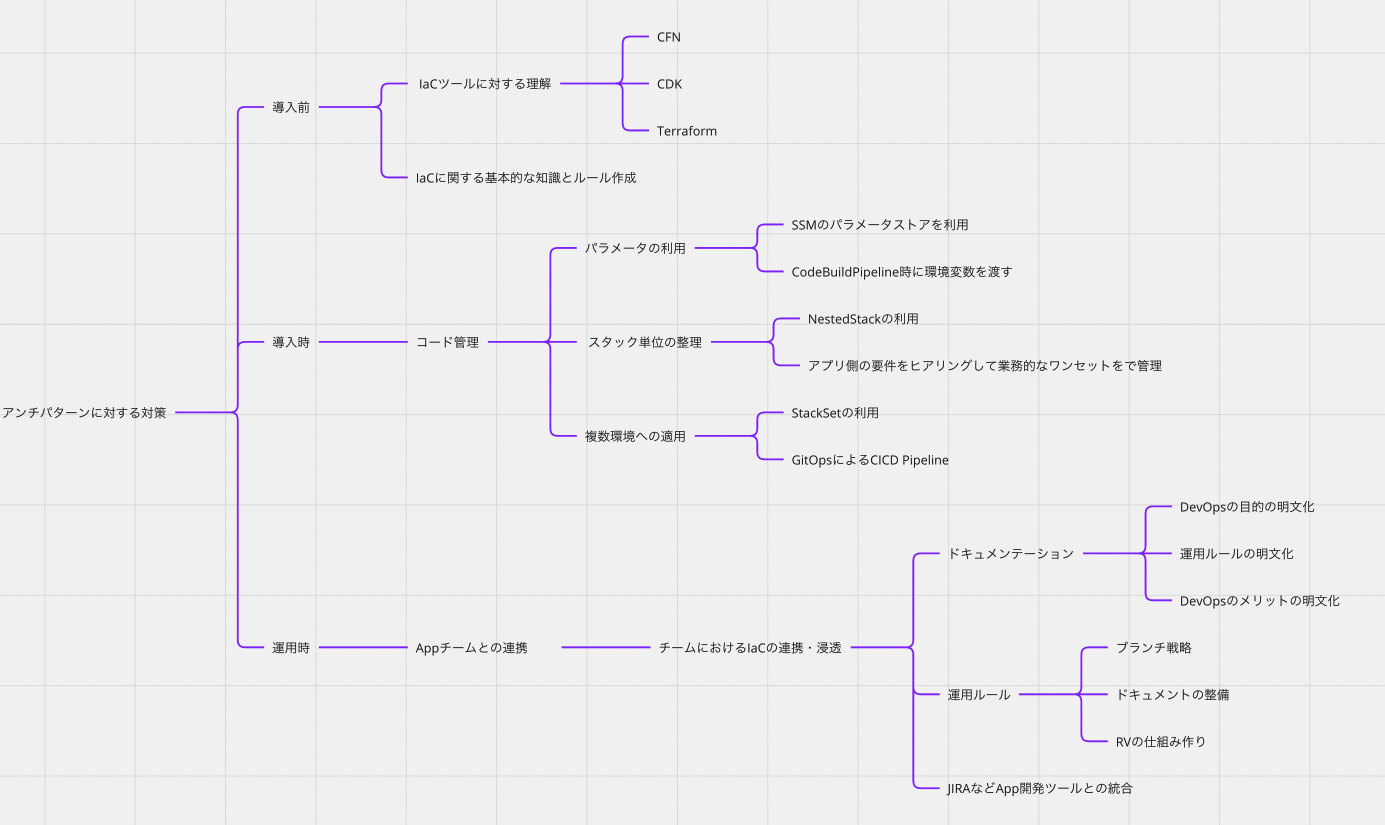 アンチパターンに対する対策
導入前
IaCツールに対する理解
CFN
CDK
Terraform
IaCに関する基本的な知識とルール作成
導入時
コード管理
パラメータの利用
SSMのパラメータストアを利用
CodeBuildPipeline時に環境変数を渡す
スタック単位の整理
NestedStackの利用
アプリ側の要件をヒアリングして業務的なワンセットをで管理
複数環境への適用
StackSetの利用
GitOpsによるCICD Pipeline
運用時
Appチームとの連携
チームにおけるIaCの連携・浸透
ドキュメンテーション
DevOpsの目的の明文化
運用ルールの明文化
DevOpsのメリットの明文化
運用ルール
ブランチ戦略
ドキュメントの整備
RVの仕組み作り
JIRAなどApp開発ツールとの統合